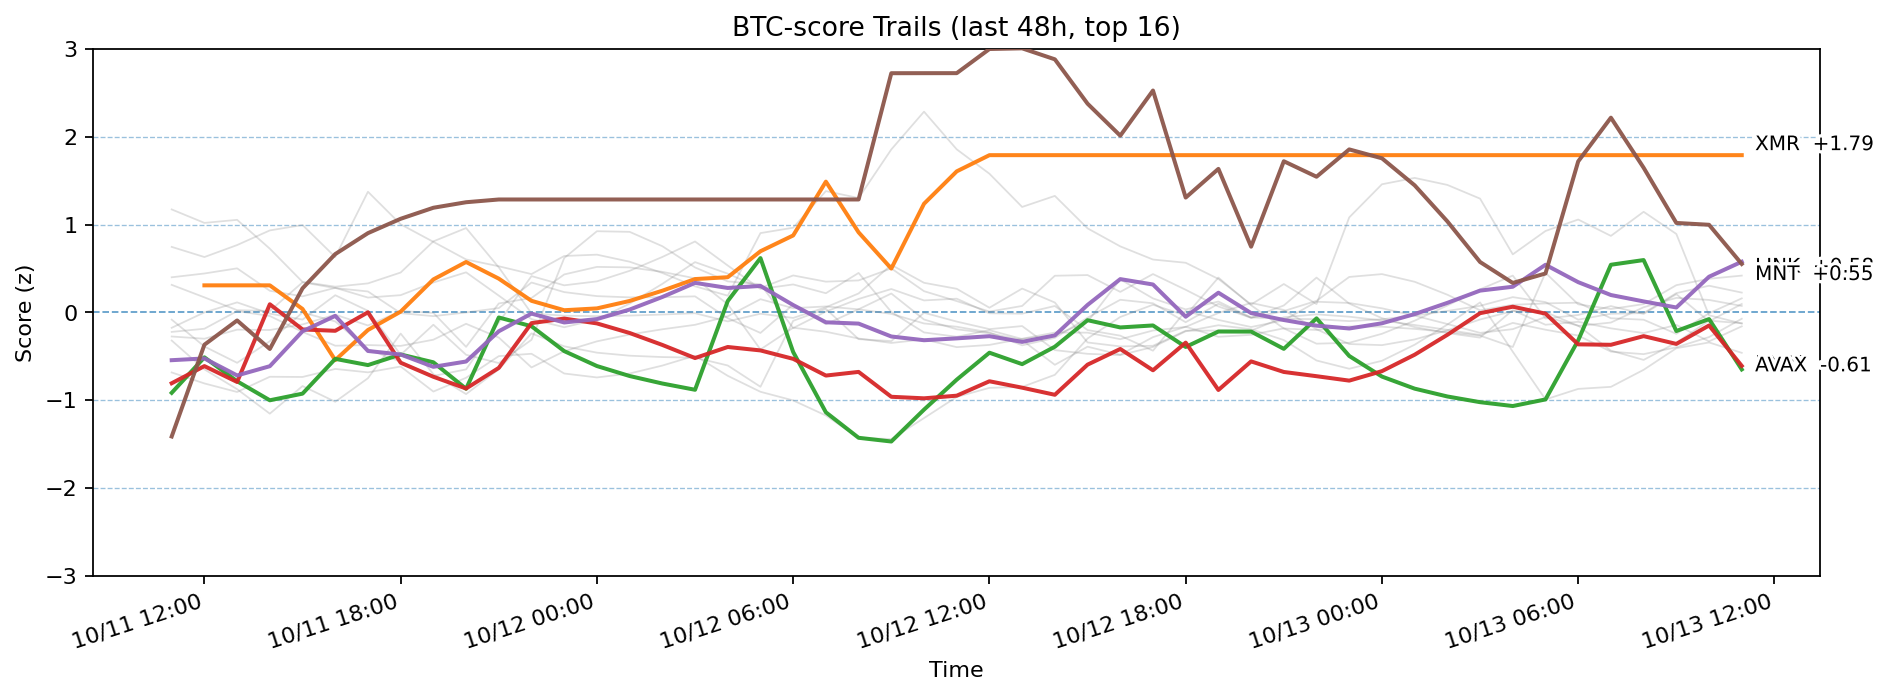 BTC-score Trails (last 48h, top 16)
Score (z)
3
2
1
0
−1
−2
−3
XMR +1.79
MNT +0.55
AVAX -0.61
10/11 12:00
10/11 18:00
10/12 00:00
10/12 06:00
10/12 12:00
10/12 18:00
10/13 00:00
10/13 06:00
10/13 12:00
Time